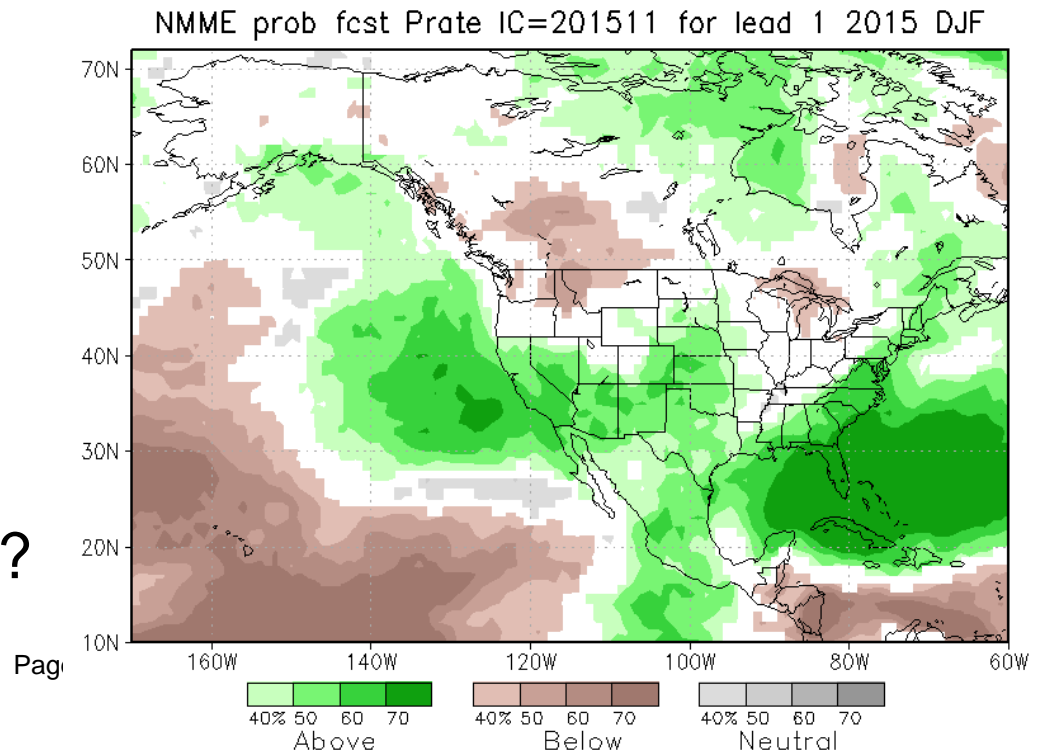 NMME prob fcst Prate IC=201511 for lead 1 2015 DJF
70N
60N
50N
40N
30N
20N
10N
?
160W 140W 120W 100W 80W 60W
40% 50 60 70 40% 50 60 70 40% 50 60 70
Above Below Neutral